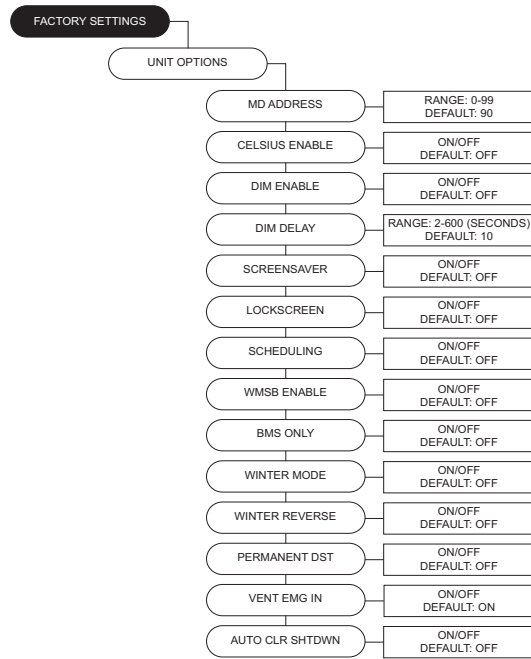 FACTORY SETTINGS
UNIT OPTIONS
MD ADDRESS
RANGE: 0-99
DEFAULT: 90
CELSIUS ENABLE
ON/OFF
DEFAULT: OFF
DIM ENABLE
ON/OFF
DEFAULT: OFF
DIM DELAY
RANGE: 2-600 (SECONDS)
DEFAULT: 10
SCREENSAVER
ON/OFF
DEFAULT: OFF
LOCKSCREEN
ON/OFF
DEFAULT: OFF
SCHEDULING
ON/OFF
DEFAULT: OFF
WMSB ENABLE
ON/OFF
DEFAULT: OFF
BMS ONLY
ON/OFF
DEFAULT: OFF
WINTER MODE
ON/OFF
DEFAULT: OFF
WINTER REVERSE
ON/OFF
DEFAULT: OFF
PERMANENT DST
ON/OFF
DEFAULT: OFF
VENT EMG IN
ON/OFF
DEFAULT: ON
AUTO CLR SHTDWN
ON/OFF
DEFAULT: OFF